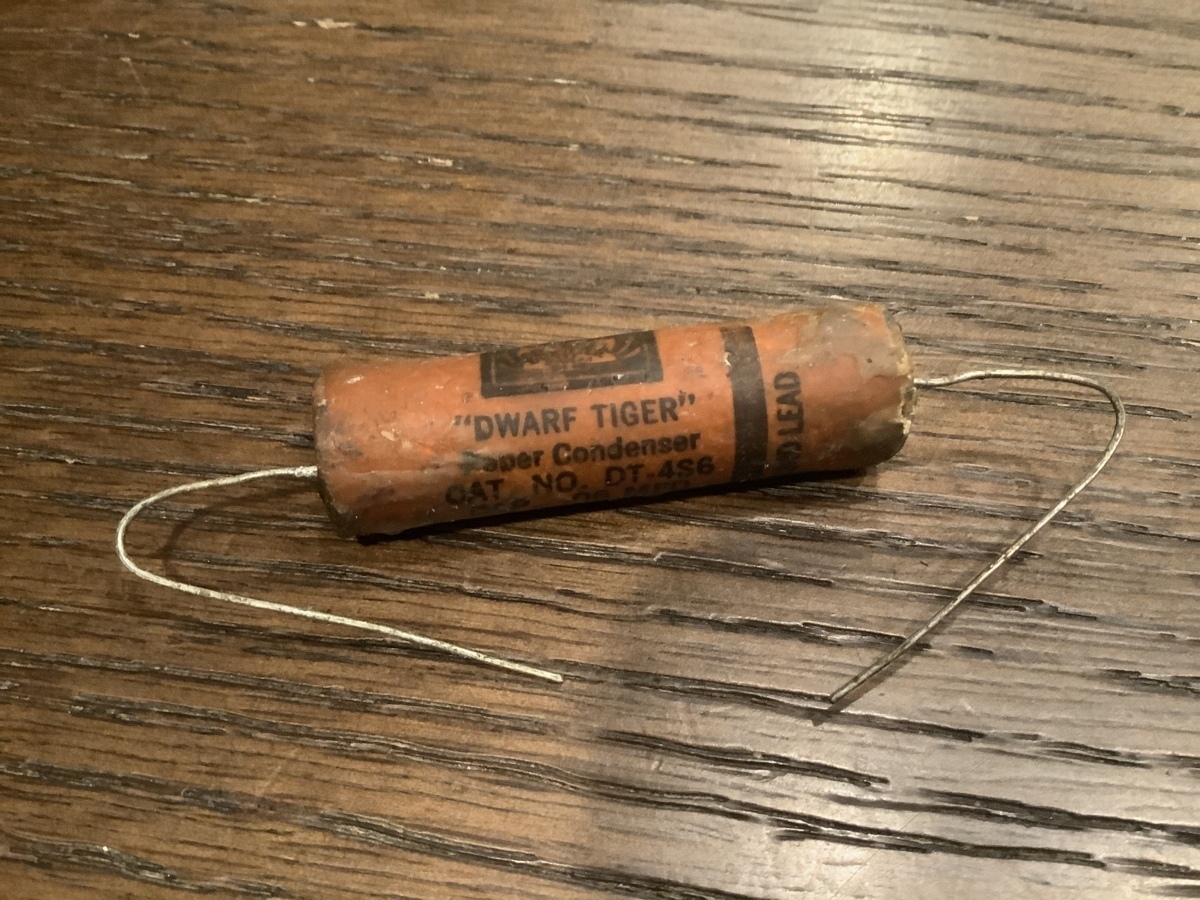 "DWARF TIGER"
Paper Condenser
CAT. NO. DT-4S6
LEAD